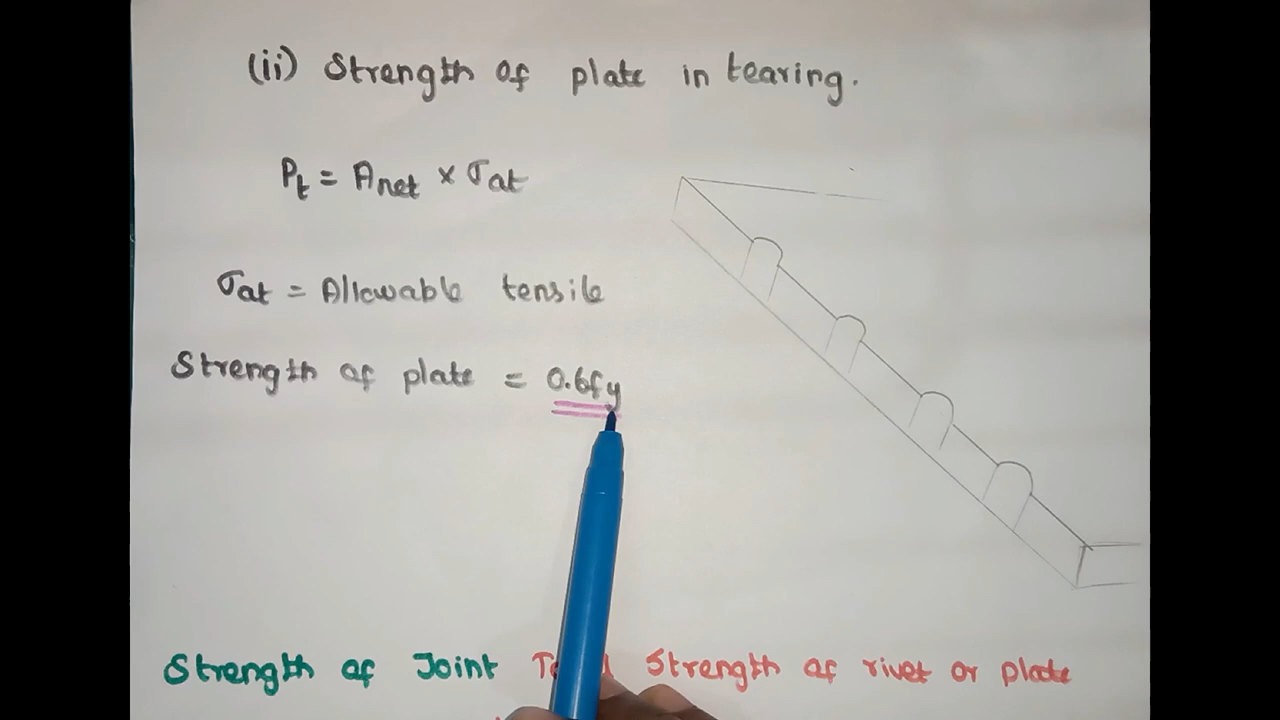 (ii) Strength of plate in tearing.
Pt = Anet × σat
σat = Allowable tensile
Strength of plate = 0.6fy
Strength of Joint Strength of rivet or plate